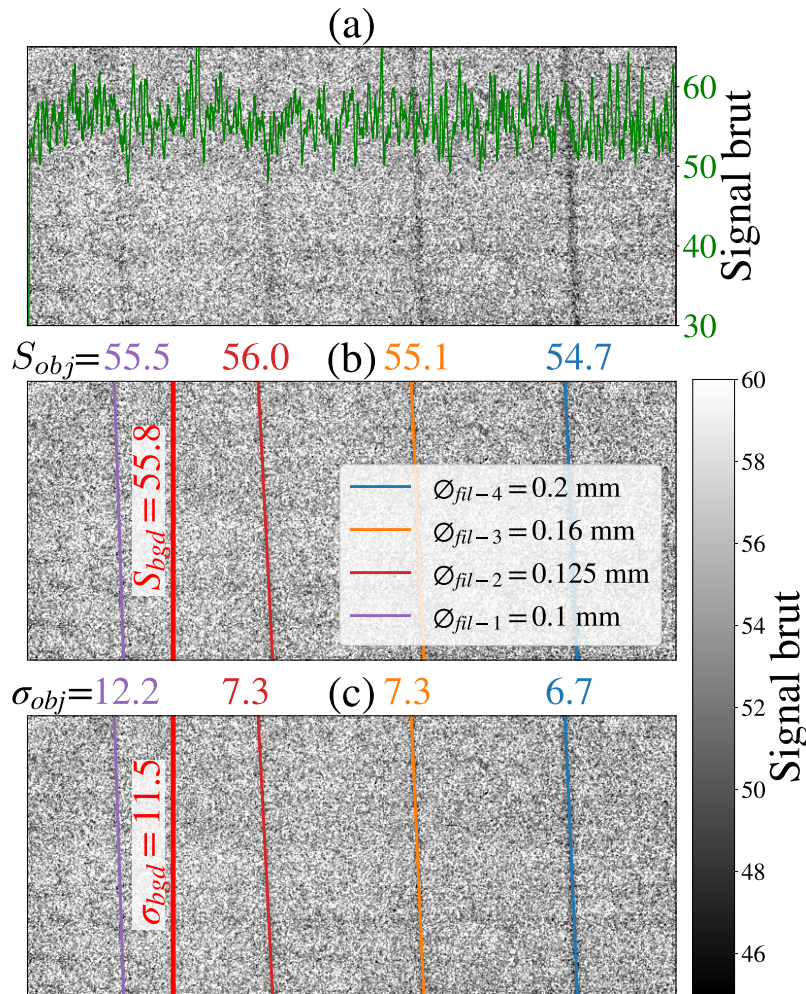 (a)
60
50
40
30
Signal brut
S_obj=55.5 56.0 (b) 55.1 54.7
S_bgd = 55.8
∅_fil−4 = 0.2 mm
∅_fil−3 = 0.16 mm
∅_fil−2 = 0.125 mm
∅_fil−1 = 0.1 mm
σ_obj=12.2 7.3 (c) 7.3 6.7
σ_bgd = 11.5
60
58
56
54
52
50
48
46
Signal brut